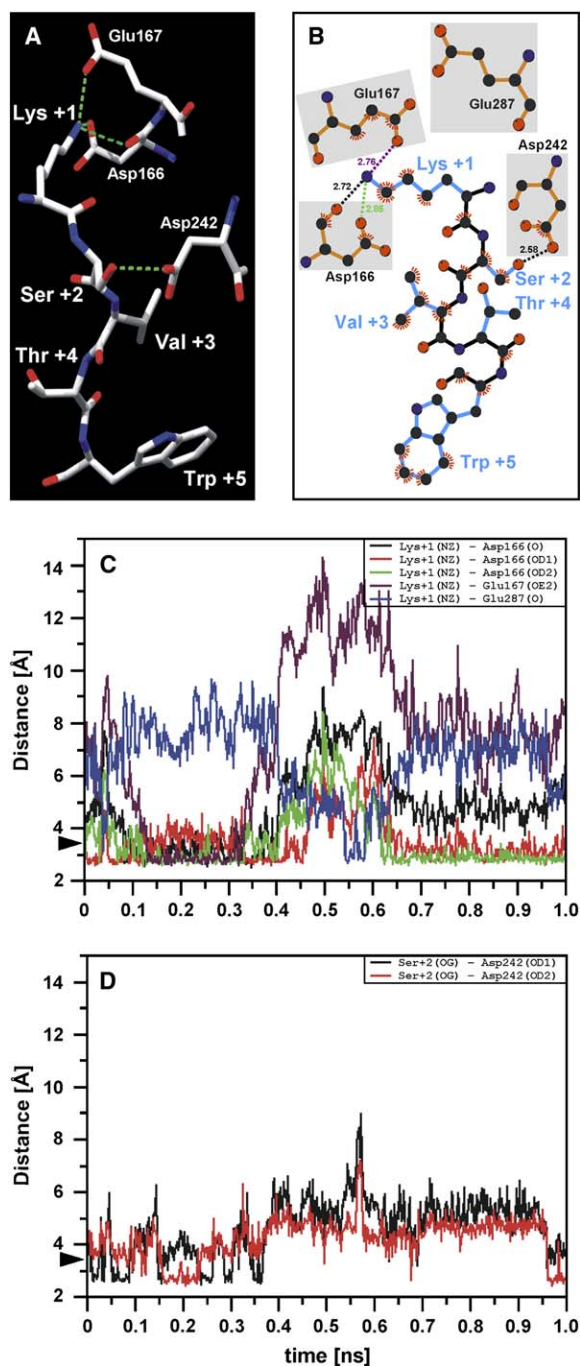 A
Glu167
Lys +1
Asp166
Asp242
Ser +2
Val +3
Thr +4
Trp +5
B
Glu167
Glu287
2.76
Lys +1
2.72
2.85
Asp242
2.58
Asp166
Ser +2
Thr +4
Val +3
Trp +5
C
Lys+1(NZ) - Asp166(O)
Lys+1(NZ) - Asp166(OD1)
Lys+1(NZ) - Asp166(OD2)
Lys+1(NZ) - Glu167(OE2)
Lys+1(NZ) - Glu287(O)
Distance [Å]
14
12
10
8
6
4
2
0 0.1 0.2 0.3 0.4 0.5 0.6 0.7 0.8 0.9 1.0
D
Ser+2(OG) - Asp242(OD1)
Ser+2(OG) - Asp242(OD2)
Distance [Å]
14
12
10
8
6
4
2
0 0.1 0.2 0.3 0.4 0.5 0.6 0.7 0.8 0.9 1.0
time [ns]